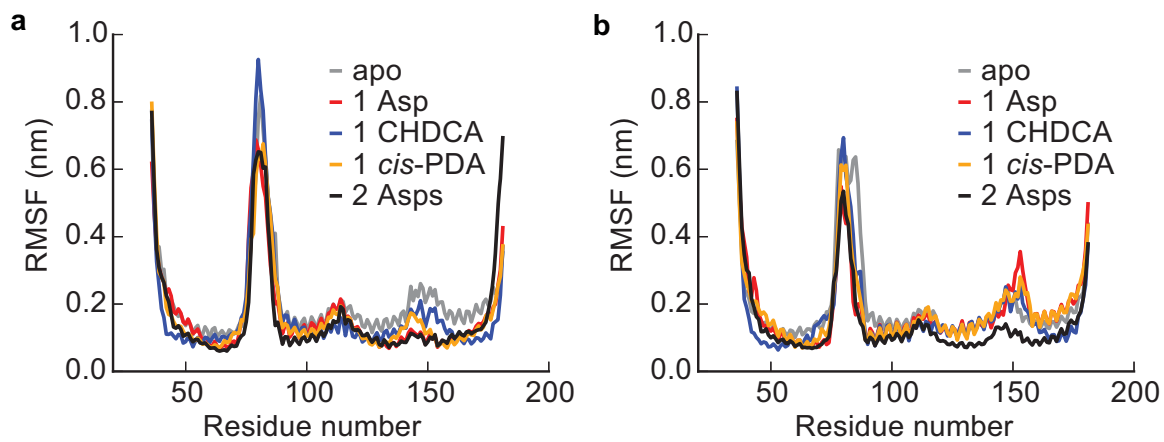 a
1.0
0.8
0.6
0.4
0.2
0.0
RMSF (nm)
apo
1 Asp
1 CHDCA
1 cis-PDA
2 Asps
50 100 150 200
Residue number
b
1.0
0.8
0.6
0.4
0.2
0.0
RMSF (nm)
apo
1 Asp
1 CHDCA
1 cis-PDA
2 Asps
50 100 150 200
Residue number